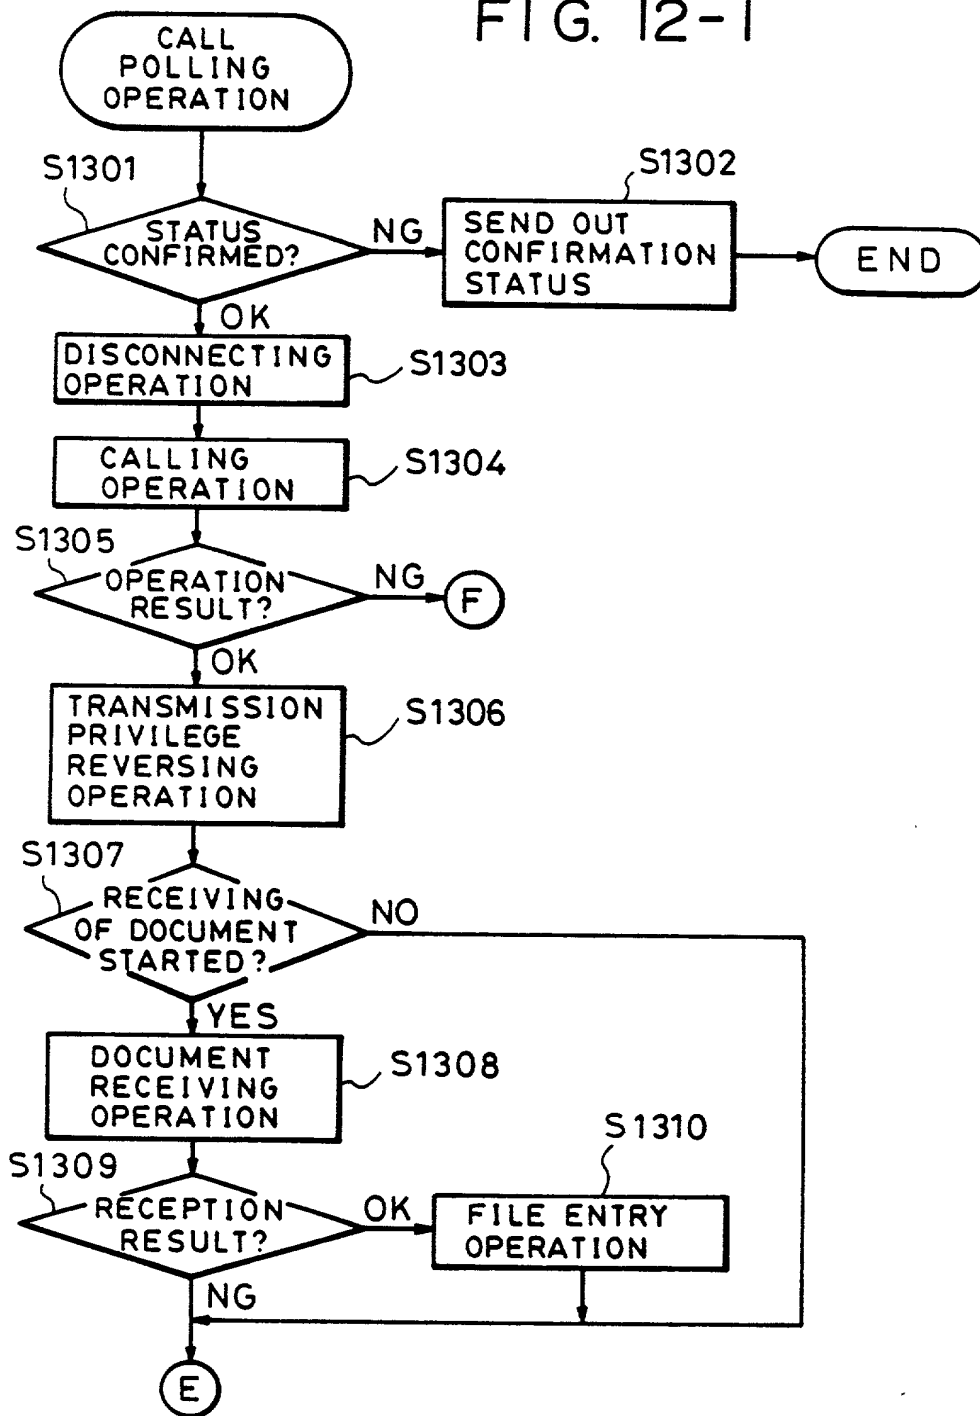 FIG. 12-1
CALL
POLLING
OPERATION
S1301
STATUS
CONFIRMED?
NG
S1302
SEND OUT
CONFIRMATION
STATUS
END
OK
DISCONNECTING
OPERATION
S1303
CALLING
OPERATION
S1304
S1305
OPERATION
RESULT?
NG
F
OK
TRANSMISSION
PRIVILEGE
REVERSING
OPERATION
S1306
S1307
RECEIVING
OF DOCUMENT
STARTED?
NO
YES
DOCUMENT
RECEIVING
OPERATION
S1308
S1309
RECEPTION
RESULT?
OK
S1310
FILE ENTRY
OPERATION
NG
E